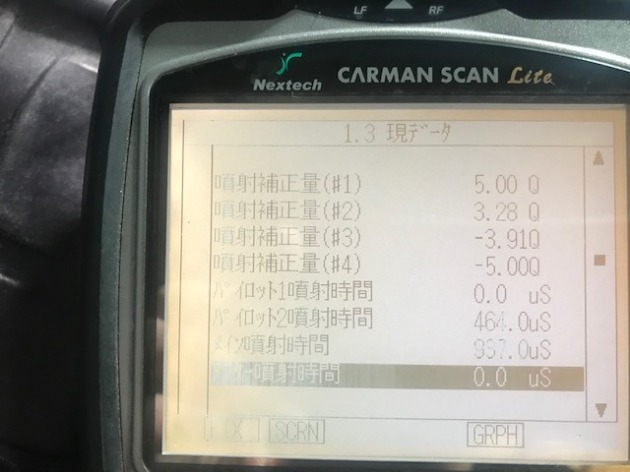 LF RF
Nextech CARMAN SCAN Lite
1.3 現ﾃﾞｰﾀ
噴射補正量(#1) 5.00 Q
噴射補正量(#2) 3.28 Q
噴射補正量(#3) -3.91Q
噴射補正量(#4) -5.00Q
ﾊﾟｲﾛｯﾄ1噴射時間 0.0 uS
ﾊﾟｲﾛｯﾄ2噴射時間 464.0uS
ﾒｲﾝ噴射時間 937.0uS
噴射時間 0.0 uS
SCRN GRPH